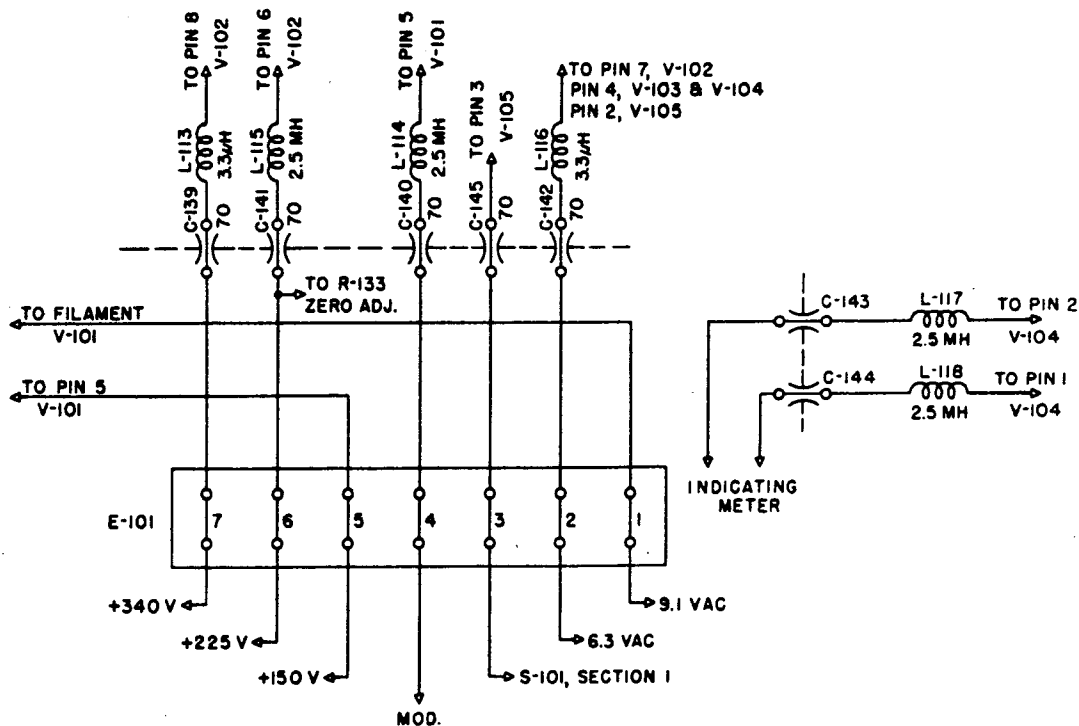 TO PIN 8
V-102
TO PIN 6
V-102
TO PIN 5
V-101
TO PIN 3
V-105
TO PIN 7, V-102
PIN 4, V-103 & V-104
PIN 2, V-105
L-113
3.3µH
L-115
2.5 MH
L-114
2.5 MH
L-116
3.3µH
C-139
70
C-141
70
C-140
70
C-145
70
C-142
70
TO R-133
ZERO ADJ.
TO FILAMENT
V-101
TO PIN 5
V-101
C-143
L-117
2.5 MH
TO PIN 2
V-104
C-144
L-118
2.5 MH
TO PIN 1
V-104
INDICATING
METER
E-101
7
6
5
4
3
2
1
+340 V
+225 V
+150 V
MOD.
S-101, SECTION 1
6.3 VAC
9.1 VAC